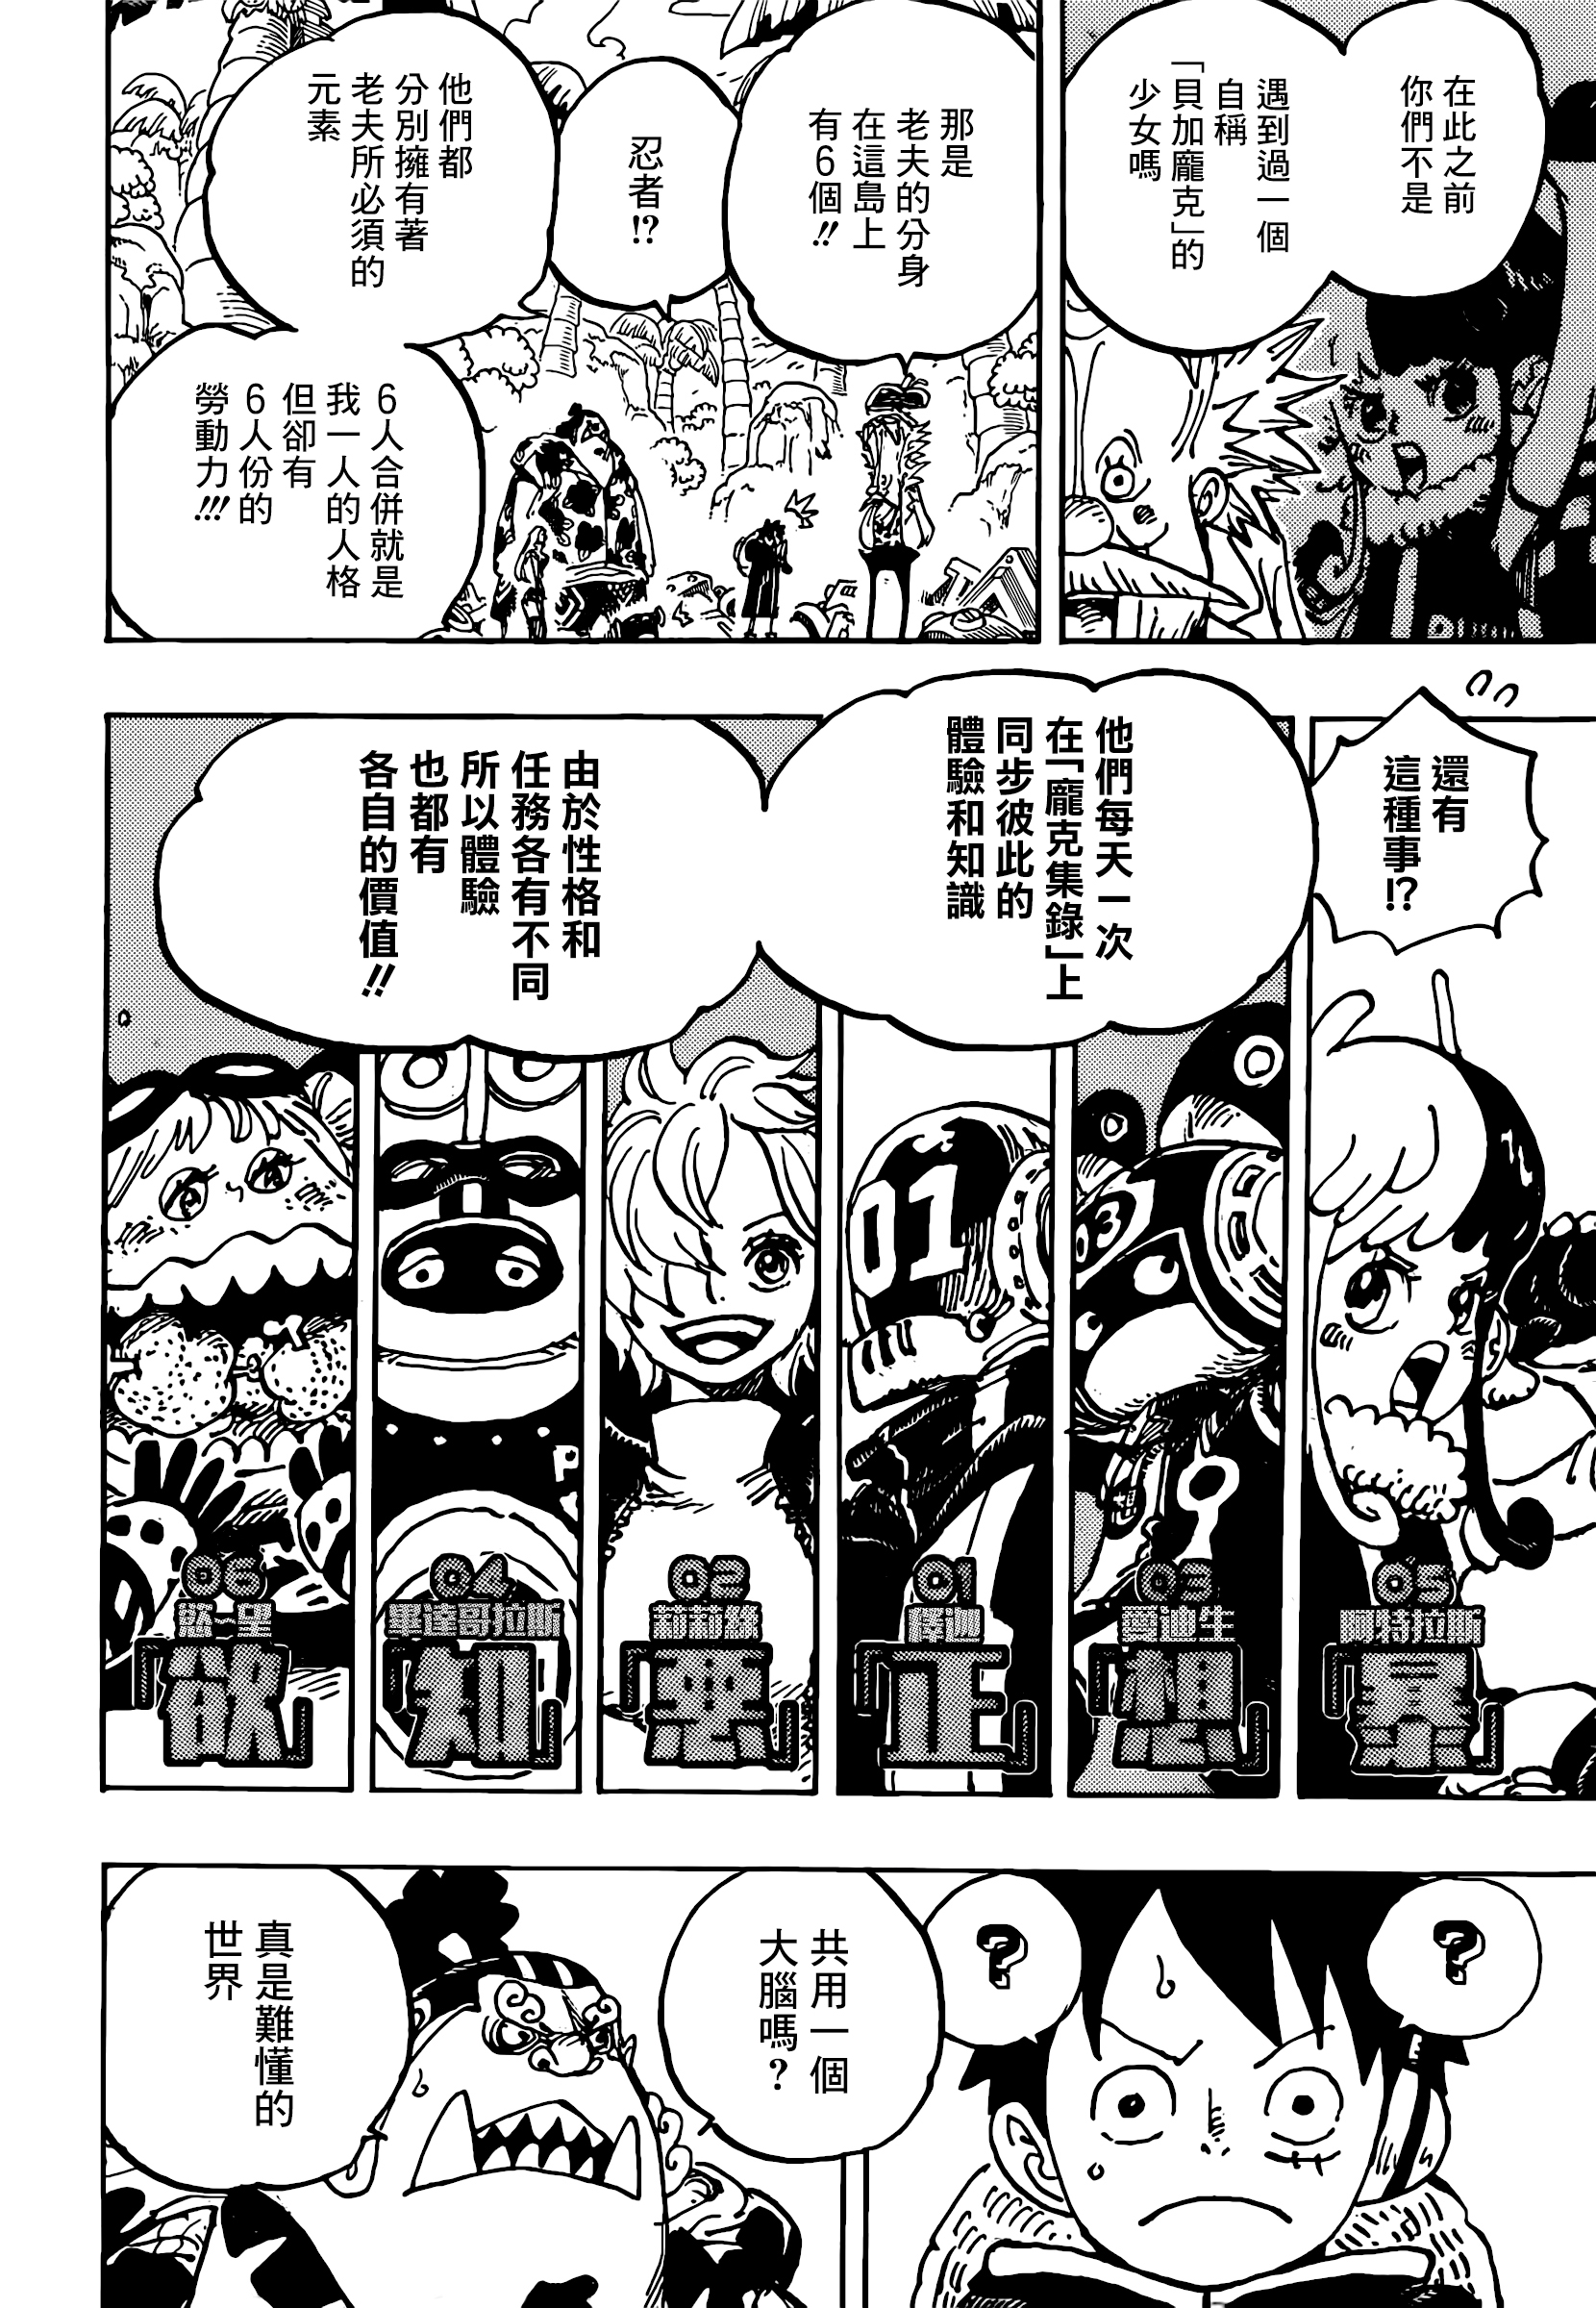 在此之前
你們不是
遇到過一個
自稱
「貝加龐克」的
少女嗎
那是
老夫的分身
在這島上
有6個!!
忍者!?
他們都
分別擁有著
老夫所必須的
元素
6人合併就是
我一人的人格
但卻有
6人份的
勞動力!!!
還有
這種事!?
他們每天一次
在「龐克集錄」上
同步彼此的
體驗和知識
由於性格和
任務各有不同
所以體驗
也都有
各自的價值!!
05
阿特拉斯
『暴』
03
想
『想』
01
01
釋迦
『正』
02
莉莉絲
『惡』
04
畢達哥拉斯
『知』
06
慾望
『欲』
?
?
共用一個
大腦嗎?
真是難懂的
世界